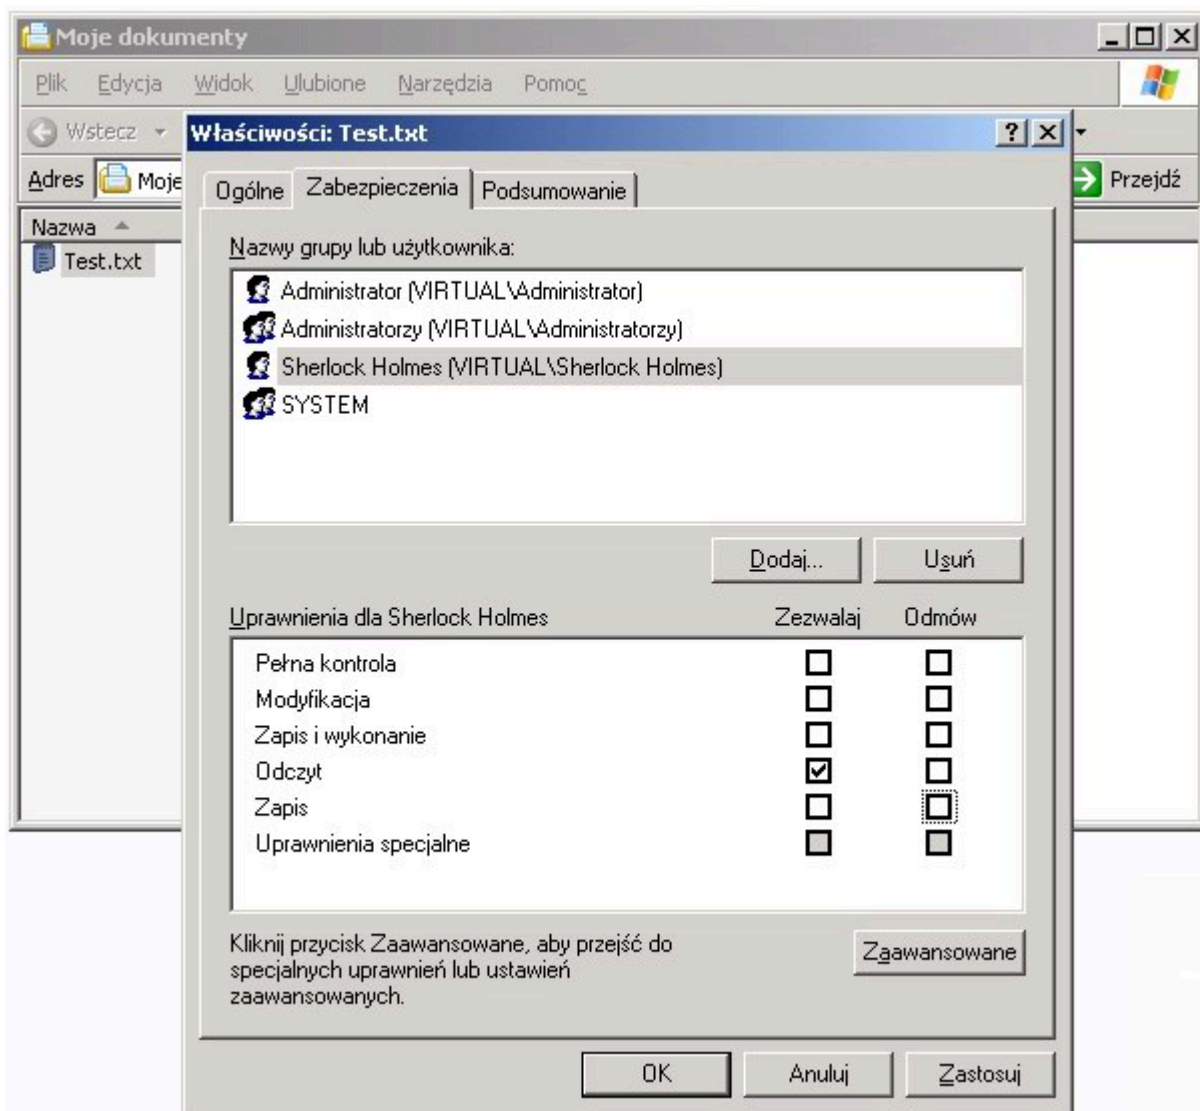 Moje dokumenty
Plik Edycja Widok Ulubione Narzędzia Pomoc
Wstecz
Właściwości: Test.txt
Adres Moje Przejdź
Ogólne Zabezpieczenia Podsumowanie
Nazwa
Test.txt
Nazwy grupy lub użytkownika:
Administrator (VIRTUAL\Administrator)
Administratorzy (VIRTUAL\Administratorzy)
Sherlock Holmes (VIRTUAL\Sherlock Holmes)
SYSTEM
Dodaj... Usuń
Uprawnienia dla Sherlock Holmes Zezwalaj Odmów
Pełna kontrola
Modyfikacja
Zapis i wykonanie
Odczyt
Zapis
Uprawnienia specjalne
Kliknij przycisk Zaawansowane, aby przejść do
specjalnych uprawnień lub ustawień
zaawansowanych.
Zaawansowane
OK Anuluj Zastosuj